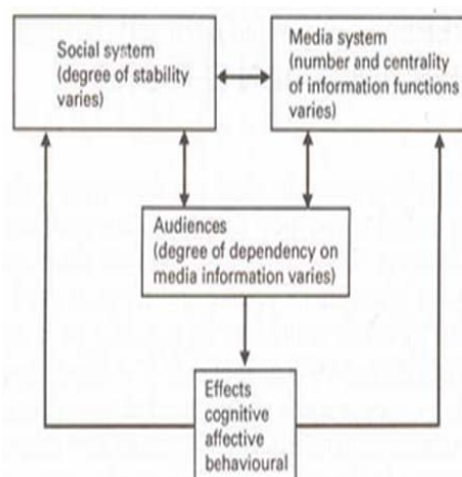 Social system
(degree of stability
varies)
Media system
(number and centrality
of information functions
varies)
Audiences
(degree of dependency on
media information varies)
Effects
cognitive
affective
behavioural